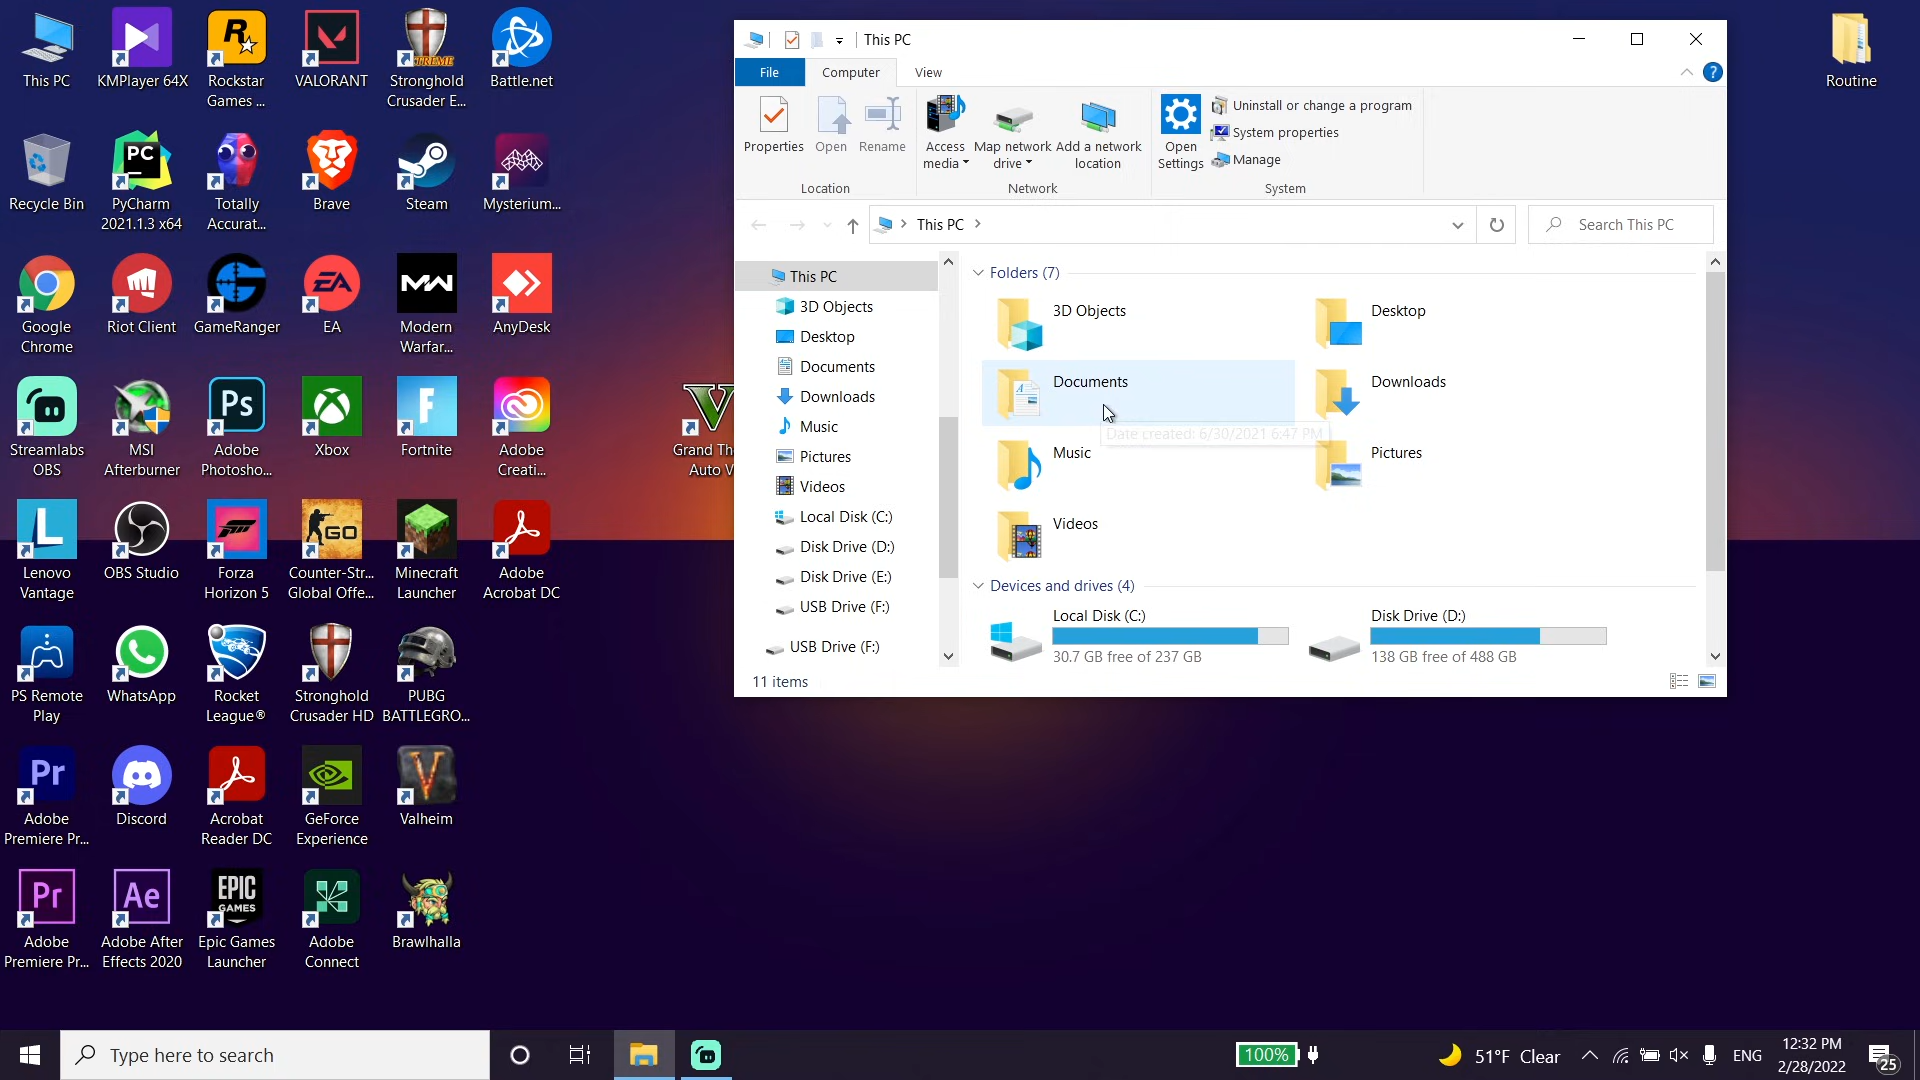 This PC
KMPlayer 64X
Rockstar
Games ...
VALORANT
Stronghold
Crusader E...
Battle.net
Recycle Bin
PyCharm
2021.1.3 x64
Totally
Accurat...
Brave
Steam
Mysterium...
Google
Chrome
Riot Client
GameRanger
EA
Modern
Warfar...
AnyDesk
Streamlabs
OBS
MSI
Afterburner
Adobe
Photosho...
Xbox
Fortnite
Adobe
Creati...
Grand Th
Auto V
Lenovo
Vantage
OBS Studio
Forza
Horizon 5
Counter-Str...
Global Offe...
Minecraft
Launcher
Adobe
Acrobat DC
PS Remote
Play
WhatsApp
Rocket
League®
Stronghold
Crusader HD
PUBG
BATTLEGRO...
Adobe
Premiere Pr...
Discord
Acrobat
Reader DC
GeForce
Experience
Valheim
Adobe
Premiere Pr...
Adobe After
Effects 2020
Epic Games
Launcher
Adobe
Connect
Brawlhalla
Routine
This PC
File
Computer
View
Properties
Open
Rename
Access
media
Map network
drive
Add a network
location
Open
Settings
Uninstall or change a program
System properties
Manage
Location
Network
System
This PC
Search This PC
This PC
3D Objects
Desktop
Documents
Downloads
Music
Pictures
Videos
Local Disk (C:)
Disk Drive (D:)
Disk Drive (E:)
USB Drive (F:)
USB Drive (F:)
Folders (7)
3D Objects
Desktop
Documents
Downloads
Date created: 6/30/2021 6:47 PM
Music
Pictures
Videos
Devices and drives (4)
Local Disk (C:)
30.7 GB free of 237 GB
Disk Drive (D:)
138 GB free of 488 GB
11 items
Type here to search
100%
51°F Clear
ENG
12:32 PM
2/28/2022
25